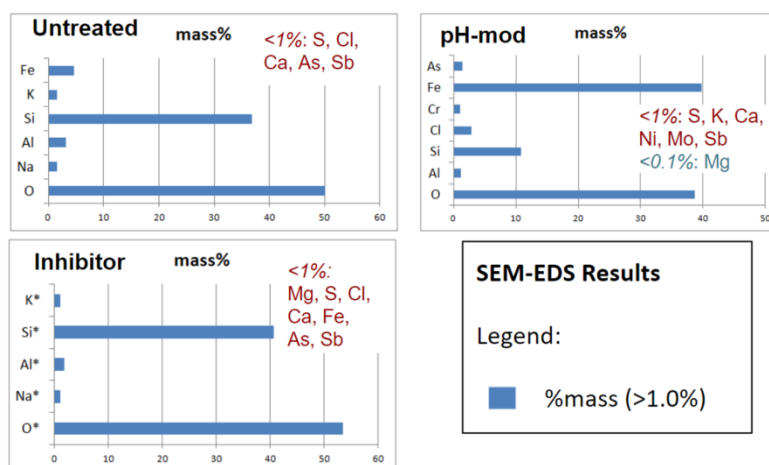 Untreated
mass%
<1%: S, Cl,
Ca, As, Sb
Fe
K
Si
Al
Na
O
0 10 20 30 40 50 60
pH-mod
mass%
As
Fe
Cr
Cl
Si
Al
O
<1%: S, K, Ca,
Ni, Mo, Sb
<0.1%: Mg
0 10 20 30 40 50
Inhibitor
mass%
<1%:
Mg, S, Cl,
Ca, Fe,
As, Sb
K*
Si*
Al*
Na*
O*
0 10 20 30 40 50 60
SEM-EDS Results
Legend:
%mass (>1.0%)